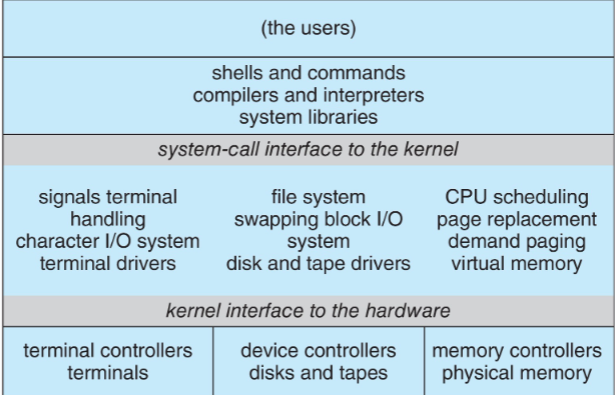 (the users)
shells and commands
compilers and interpreters
system libraries
system-call interface to the kernel
signals terminal
handling
character I/O system
terminal drivers
file system
swapping block I/O
system
disk and tape drivers
CPU scheduling
page replacement
demand paging
virtual memory
kernel interface to the hardware
terminal controllers
terminals
device controllers
disks and tapes
memory controllers
physical memory